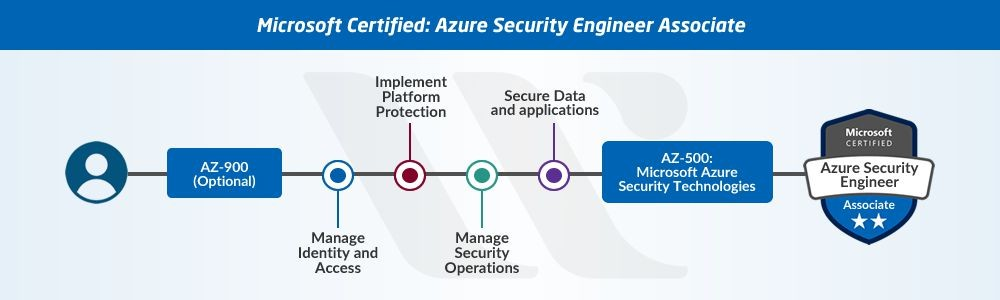 Microsoft Certified: Azure Security Engineer Associate
AZ-900
(Optional)
Manage
Identity and
Access
Implement
Platform
Protection
Manage
Security
Operations
Secure Data
and applications
AZ-500:
Microsoft Azure
Security Technologies
Microsoft
CERTIFIED
Azure Security
Engineer
Associate